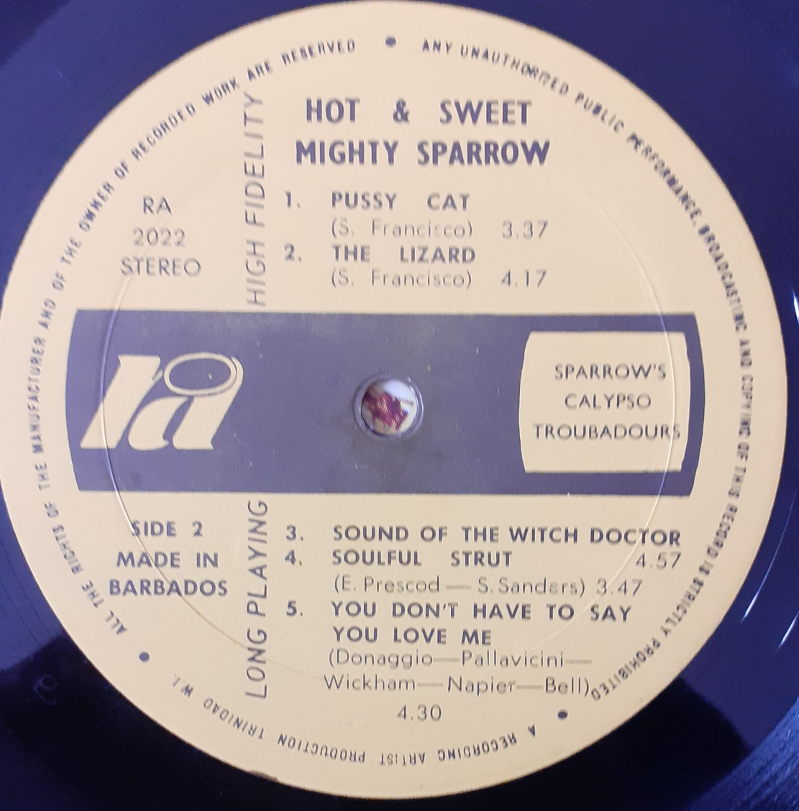 HOT & SWEET
MIGHTY SPARROW
1. PUSSY CAT
(S. Francisco) 3.37
2. THE LIZARD
(S. Francisco) 4.17
RA
2022
STEREO
HIGH FIDELITY
ra
SPARROW'S
CALYPSO
TROUBADOURS
SIDE 2
MADE IN
BARBADOS
LONG PLAYING
3. SOUND OF THE WITCH DOCTOR
4.57
4. SOULFUL STRUT
(E. Prescod — S. Sanders) 3.47
5. YOU DON'T HAVE TO SAY
YOU LOVE ME
(Donaggio—Pallavicini—
Wickham—Napier—Bell)
4.30
ALL THE RIGHTS OF THE MANUFACTURER AND OF THE OWNER OF RECORDED WORK ARE RESERVED • ANY UNAUTHORIZED PUBLIC PERFORMANCE, BROADCASTING AND COPYING OF THIS RECORD IS STRICTLY PROHIBITED
• A RECORDING ARTIST PRODUCTION TRINIDAD W.I. •